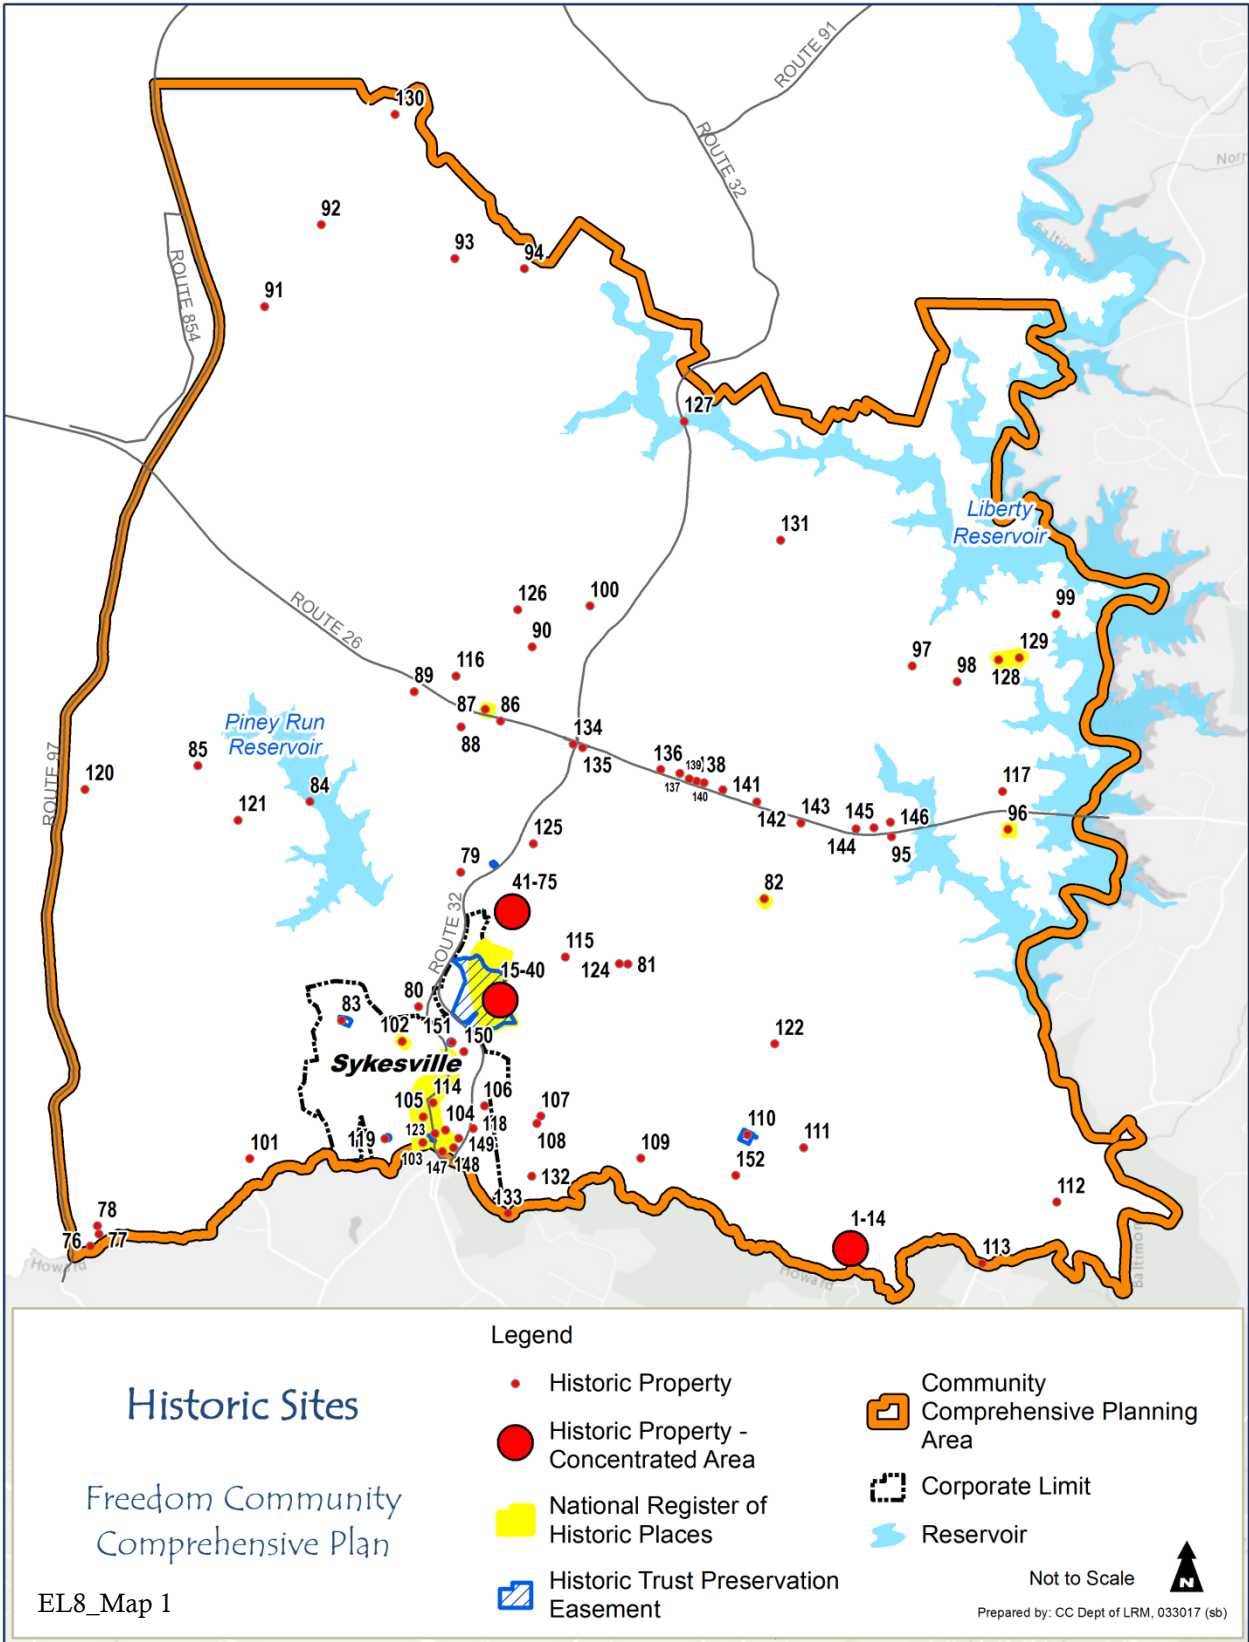 ROUTE 91
130
ROUTE 32
Norr
92
Baltimore
93
94
ROUTE 854
91
127
Liberty
Reservoir
131
ROUTE 26
126
100
99
90
97
129
116
98
128
89
87
86
Piney Run
Reservoir
88
134
135
ROUTE 97
85
136
139
138
120
84
137
140
141
117
121
142
143
145
146
96
144
95
125
79
82
41-75
ROUTE 32
115
124
81
15-40
80
83
102
151
150
122
Sykesville
114
106
105
107
104
118
110
123
119
108
111
101
103
149
109
147
148
152
132
133
112
78
76
77
1-14
113
Howard
Howard
Baltimore
Legend
Historic Sites
Freedom Community
Comprehensive Plan
EL8_Map 1
Historic Property
Historic Property -
Concentrated Area
National Register of
Historic Places
Historic Trust Preservation
Easement
Community
Comprehensive Planning
Area
Corporate Limit
Reservoir
Not to Scale
N
Prepared by: CC Dept of LRM, 033017 (sb)